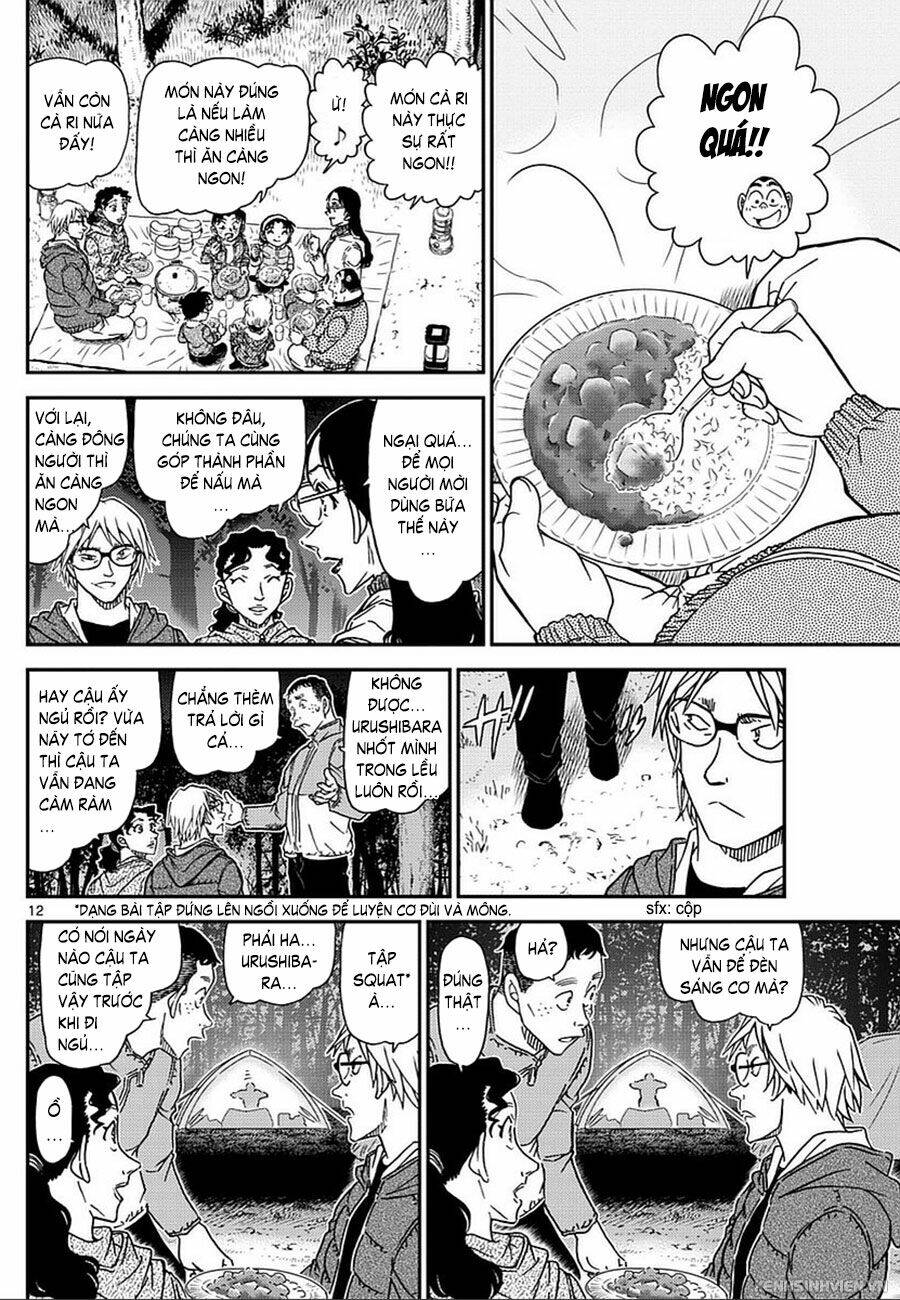 NGON
QUÁ!!
MÓN CÀ RI
NÀY THỰC
SỰ RẤT
NGON!!
Ừ!
MÓN NÀY ĐÚNG
LÀ NẾU LÀM
CÀNG NHIỀU
THÌ ĂN CÀNG
NGON!
VẪN CÒN
CÀ RI NỮA
ĐẤY!
NGẠI QUÁ...
ĐỂ MỌI
NGƯỜI MỜI
DÙNG BỮA
THẾ NÀY
...
KHÔNG ĐÂU,
CHÚNG TA CÙNG
GÓP THÀNH PHẦN
ĐỂ NẤU MÀ
...
VỚI LẠI,
CÀNG ĐÔNG
NGƯỜI THÌ
ĂN CÀNG
NGON
MÀ...
KHÔNG
ĐƯỢC...
URUSHIBARA
NHỐT MÌNH
TRONG LỀU
LUÔN RỒI...
CHẲNG THÈM
TRẢ LỜI GÌ
CẢ...
HAY CẬU ẤY
NGỦ RỒI? VỪA
NÃY TỚ ĐẾN
THÌ CẬU TA
VẪN ĐANG
CÀM RÀM
...
12
*DẠNG BÀI TẬP ĐỨNG LÊN NGỒI XUỐNG ĐỂ LUYỆN CƠ ĐÙI VÀ MÔNG.
sfx: cộp
NHƯNG CẬU TA
VẪN ĐỂ ĐÈN
SÁNG CƠ MÀ?
HẢ?
ĐÚNG
THẬT
...
TẬP
SQUAT*
À...
PHẢI HA...
URUSHIBA-
RA...
CÓ NÓI NGÀY
NÀO CẬU TA
CŨNG TẬP
VẬY TRƯỚC
KHI ĐI
NGỦ...
Ồ
...